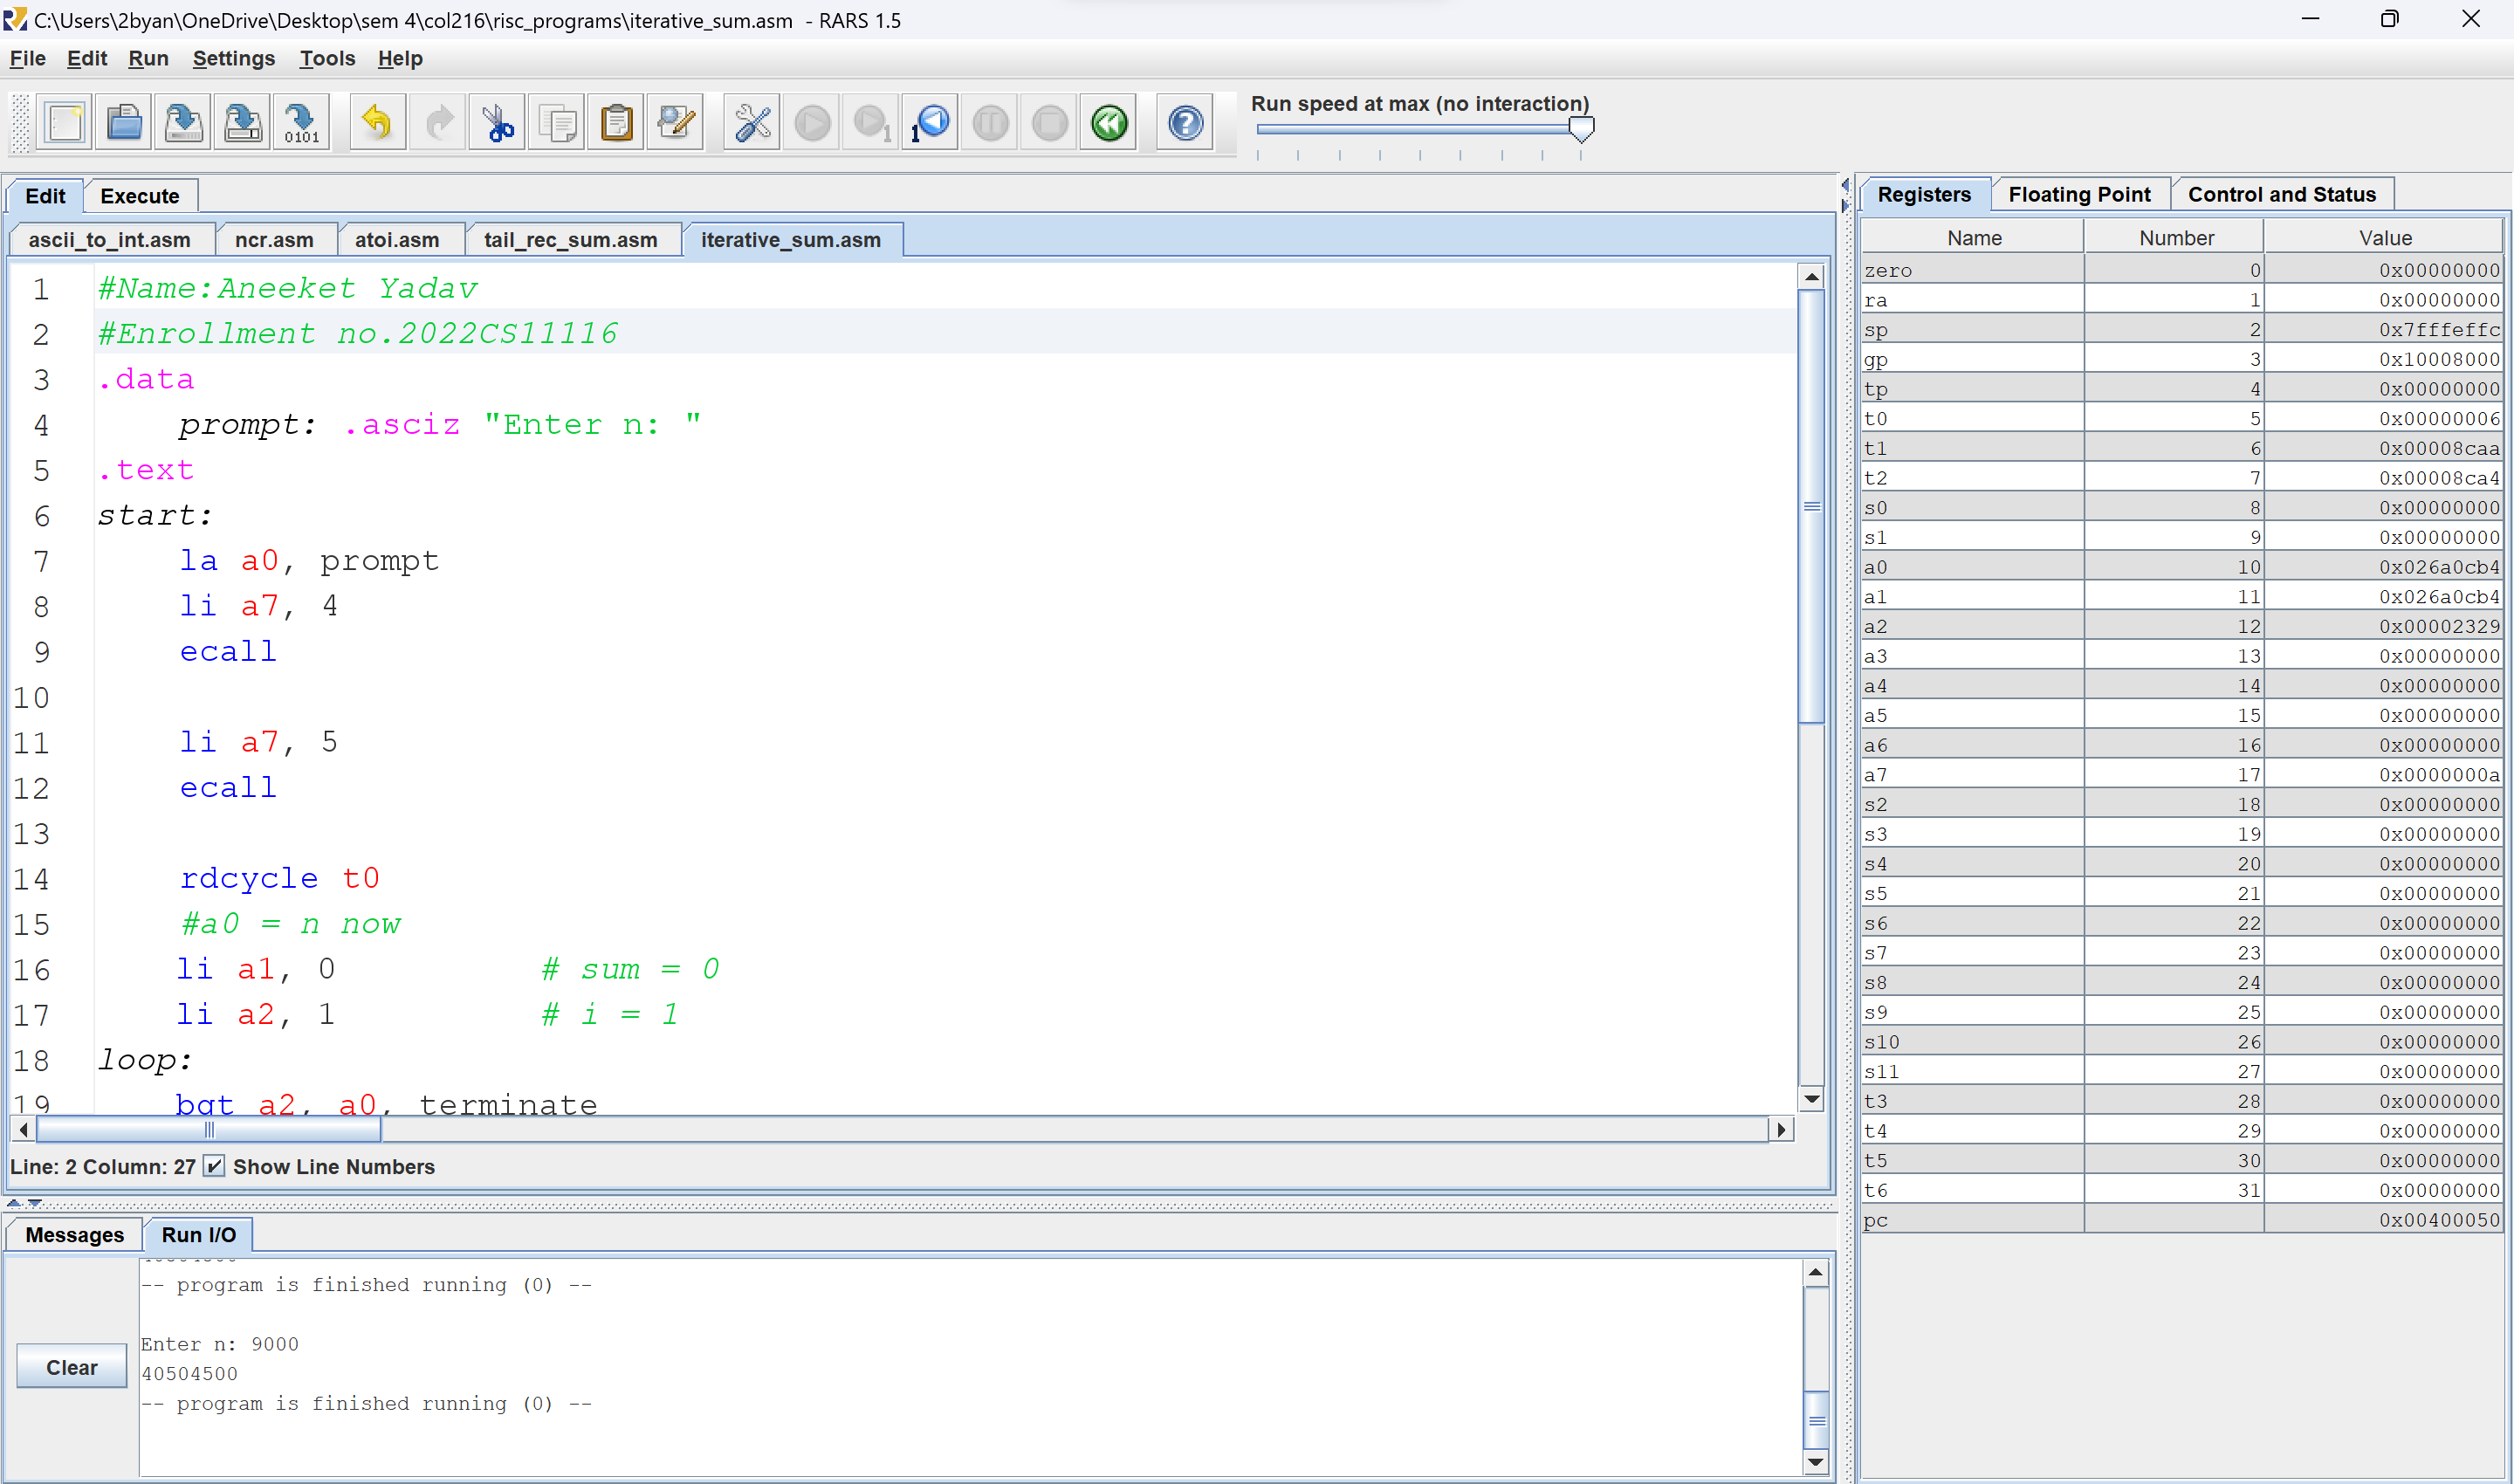 C:\Users\2byan\OneDrive\Desktop\sem 4\col216\risc_programs\iterative_sum.asm - RARS 1.5
File Edit Run Settings Tools Help
0101 1 1 Run speed at max (no interaction)
Edit Execute
ascii_to_int.asm ncr.asm atoi.asm tail_rec_sum.asm iterative_sum.asm
1 #Name:Aneeket Yadav
2 #Enrollment no.2022CS11116
3 .data
4 prompt: .asciz "Enter n: "
5 .text
6 start:
7 la a0, prompt
8 li a7, 4
9 ecall
10
11 li a7, 5
12 ecall
13
14 rdcycle t0
15 #a0 = n now
16 li a1, 0 # sum = 0
17 li a2, 1 # i = 1
18 loop:
19 bgt a2, a0, terminate
Line: 2 Column: 27 Show Line Numbers
Messages Run I/O
-- program is finished running (0) --
Enter n: 9000
40504500
-- program is finished running (0) --
Clear
Registers Floating Point Control and Status
Name Number Value
zero 0 0x00000000
ra 1 0x00000000
sp 2 0x7fffeffc
gp 3 0x10008000
tp 4 0x00000000
t0 5 0x00000006
t1 6 0x00008caa
t2 7 0x00008ca4
s0 8 0x00000000
s1 9 0x00000000
a0 10 0x026a0cb4
a1 11 0x026a0cb4
a2 12 0x00002329
a3 13 0x00000000
a4 14 0x00000000
a5 15 0x00000000
a6 16 0x00000000
a7 17 0x0000000a
s2 18 0x00000000
s3 19 0x00000000
s4 20 0x00000000
s5 21 0x00000000
s6 22 0x00000000
s7 23 0x00000000
s8 24 0x00000000
s9 25 0x00000000
s10 26 0x00000000
s11 27 0x00000000
t3 28 0x00000000
t4 29 0x00000000
t5 30 0x00000000
t6 31 0x00000000
pc 0x00400050